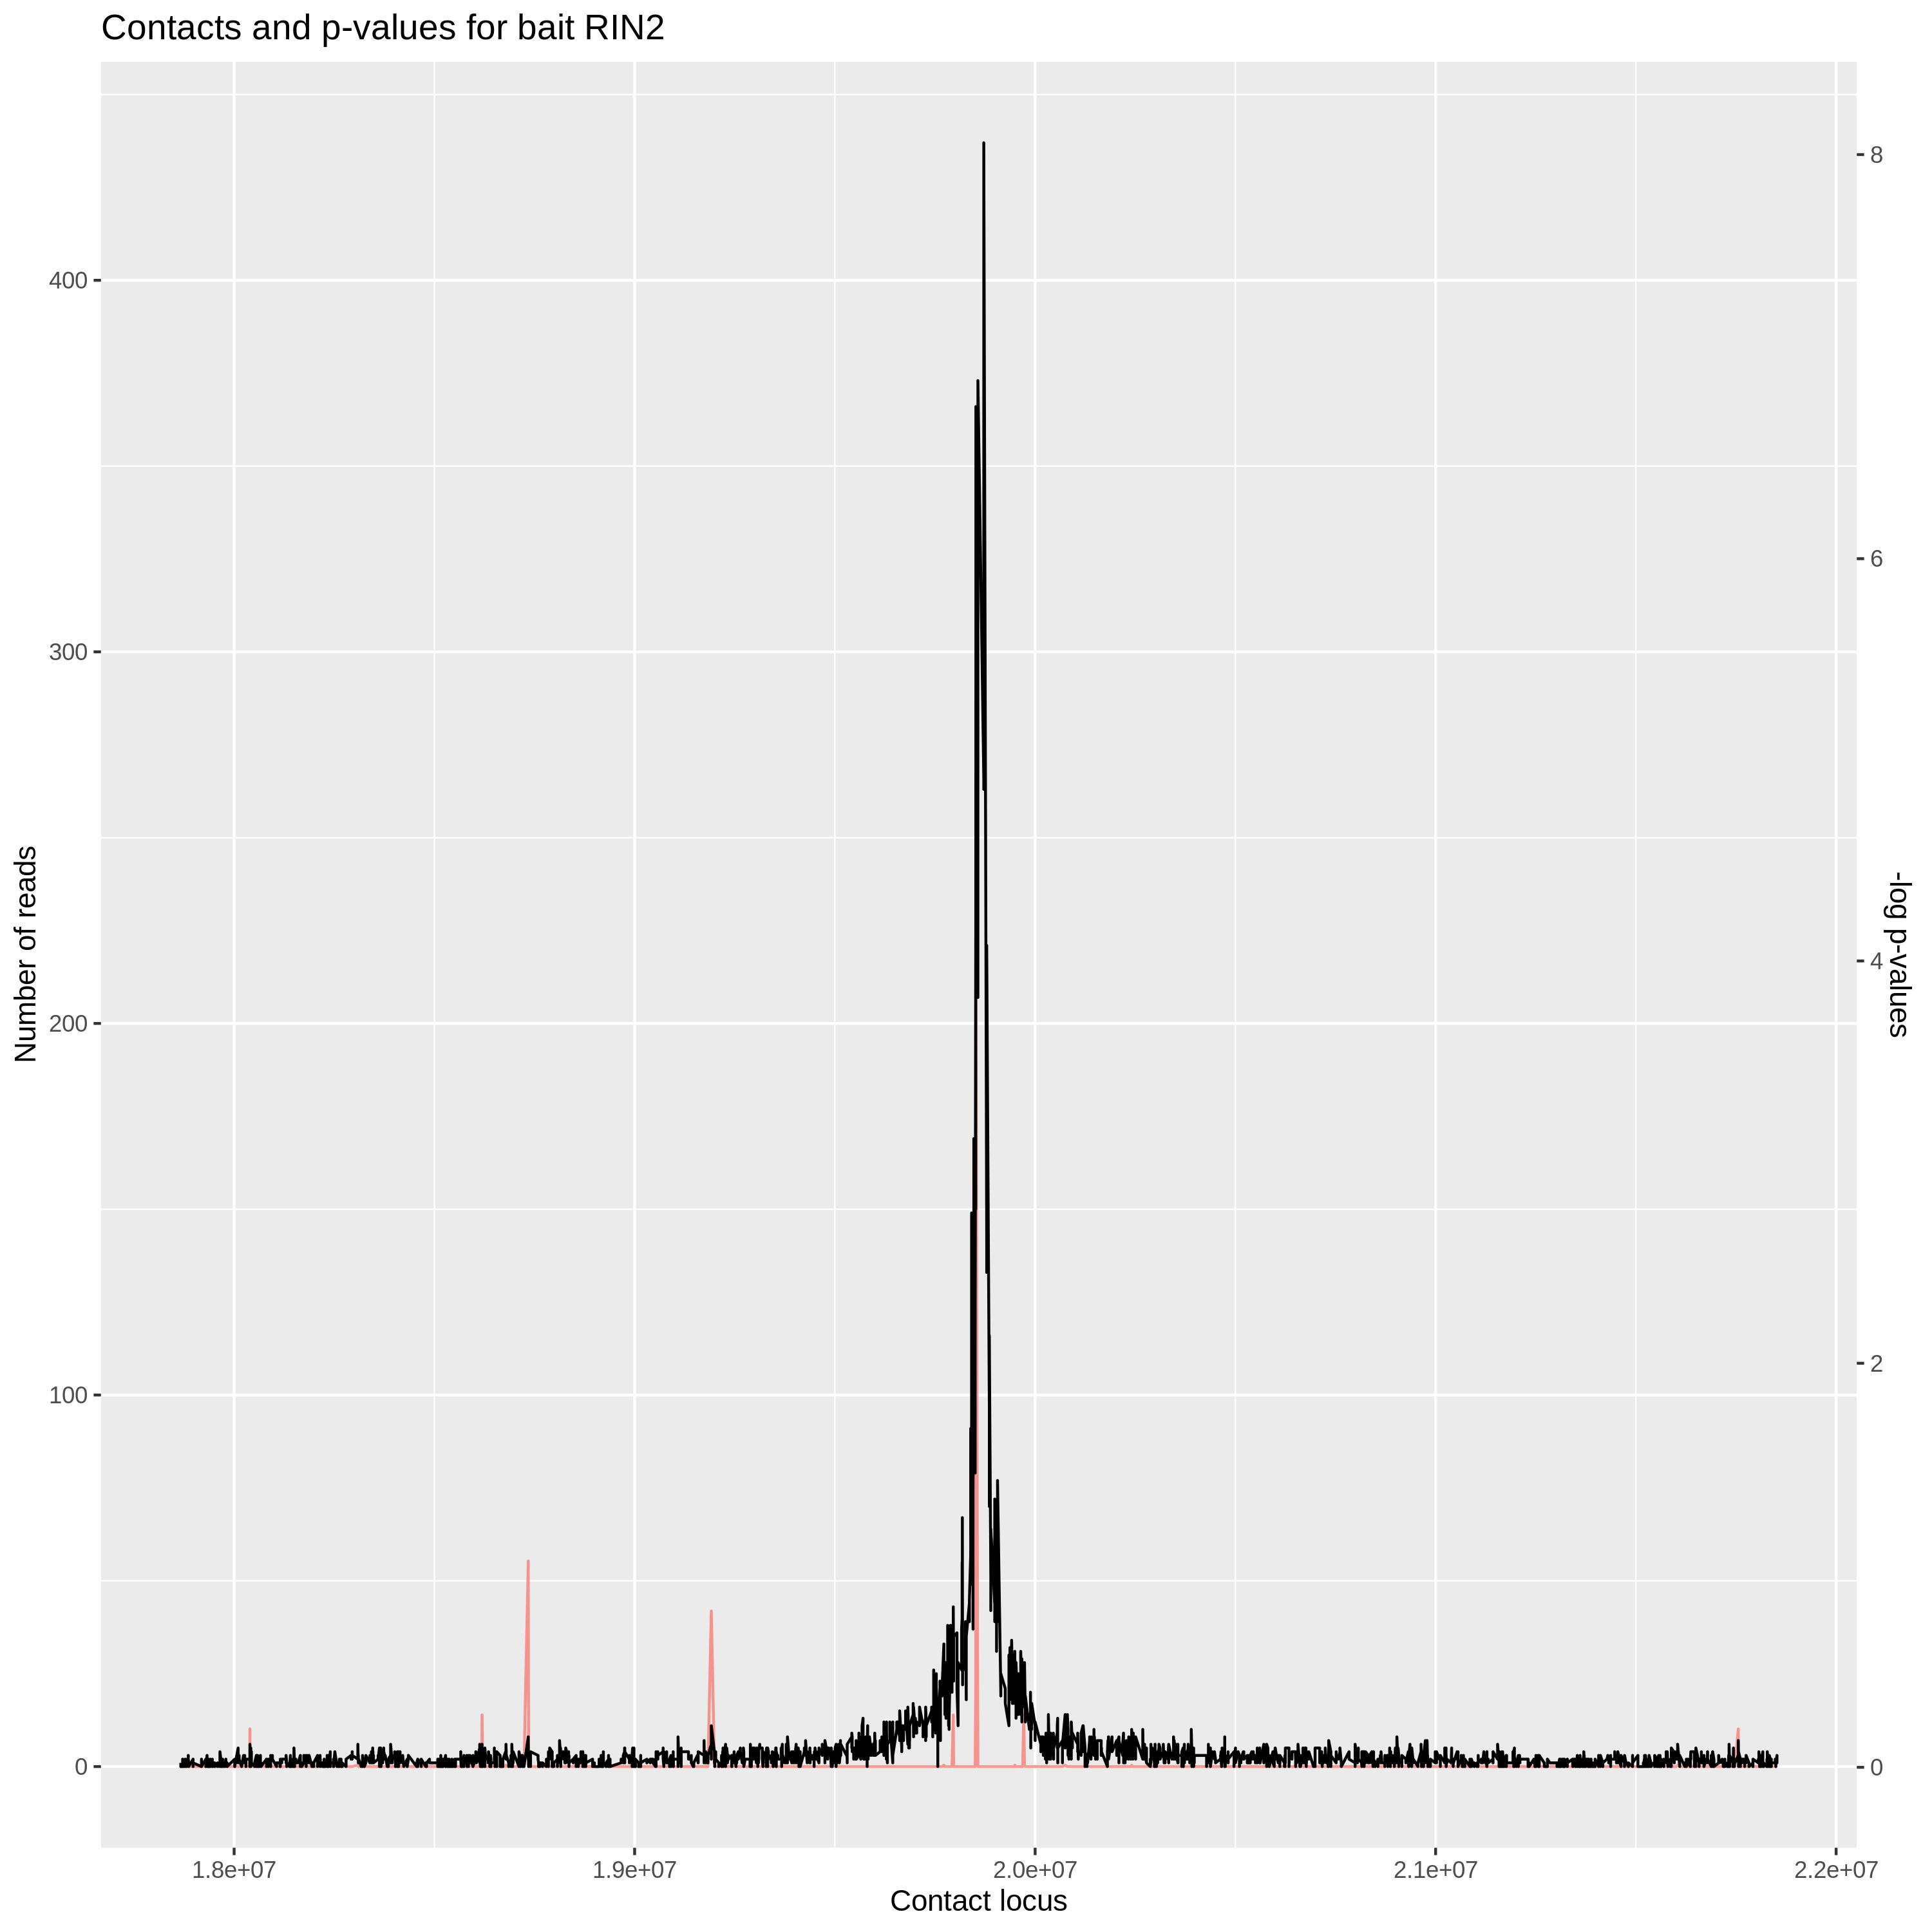 Contacts and p-values for bait RIN2
400
300
200
100
0
Number of reads
8
6
4
2
0
-log p-values
1.8e+07
1.9e+07
2.0e+07
2.1e+07
2.2e+07
Contact locus